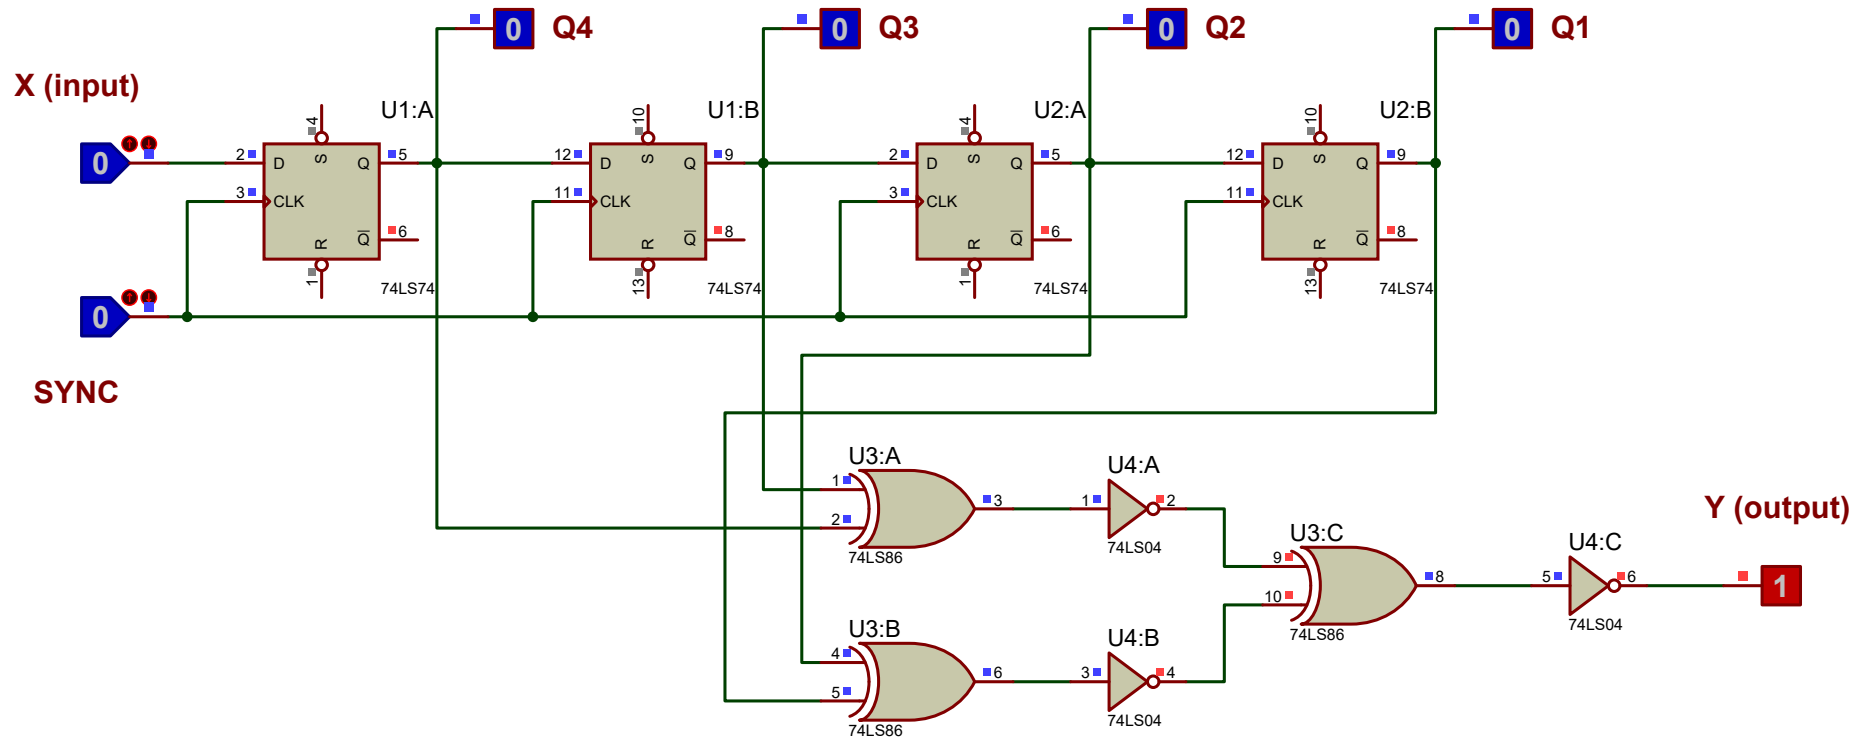 0 Q4 0 Q3 0 Q2 0 Q1
X (input)
U1:A U1:B U2:A U2:B
4 10 4 10
0 2 D S Q 5 12 D S Q 9 2 D S Q 5 12 D S Q 9
3 CLK 11 CLK 3 CLK 11 CLK
R Q 6 R Q 8 R Q 6 R Q 8
1 74LS74 13 74LS74 1 74LS74 13 74LS74
0
SYNC
U3:A U4:A
1 3 1 2
2
74LS86 74LS04
Y (output)
U3:C U4:C
9 8 5 6 1
10
74LS86 74LS04
U3:B U4:B
4 6 3 4
5
74LS86 74LS04